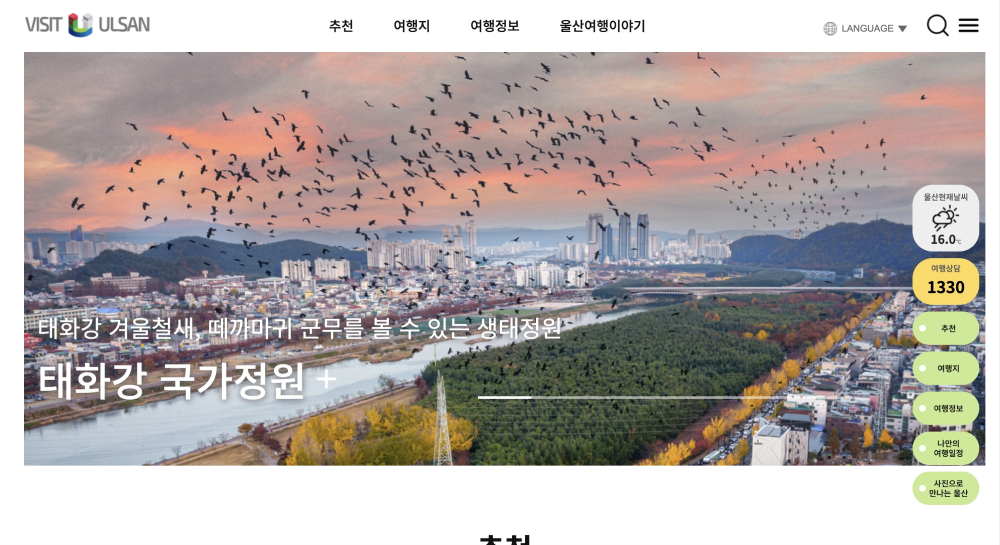 VISIT ULSAN
추천
여행지
여행정보
울산여행이야기
LANGUAGE ▼
울산현재날씨
16.0℃
여행상담
1330
추천
여행지
여행정보
나만의
여행일정
사진으로
만나는 울산
태화강 겨울철새, 떼까마귀 군무를 볼 수 있는 생태정원
태화강 국가정원 +
추천